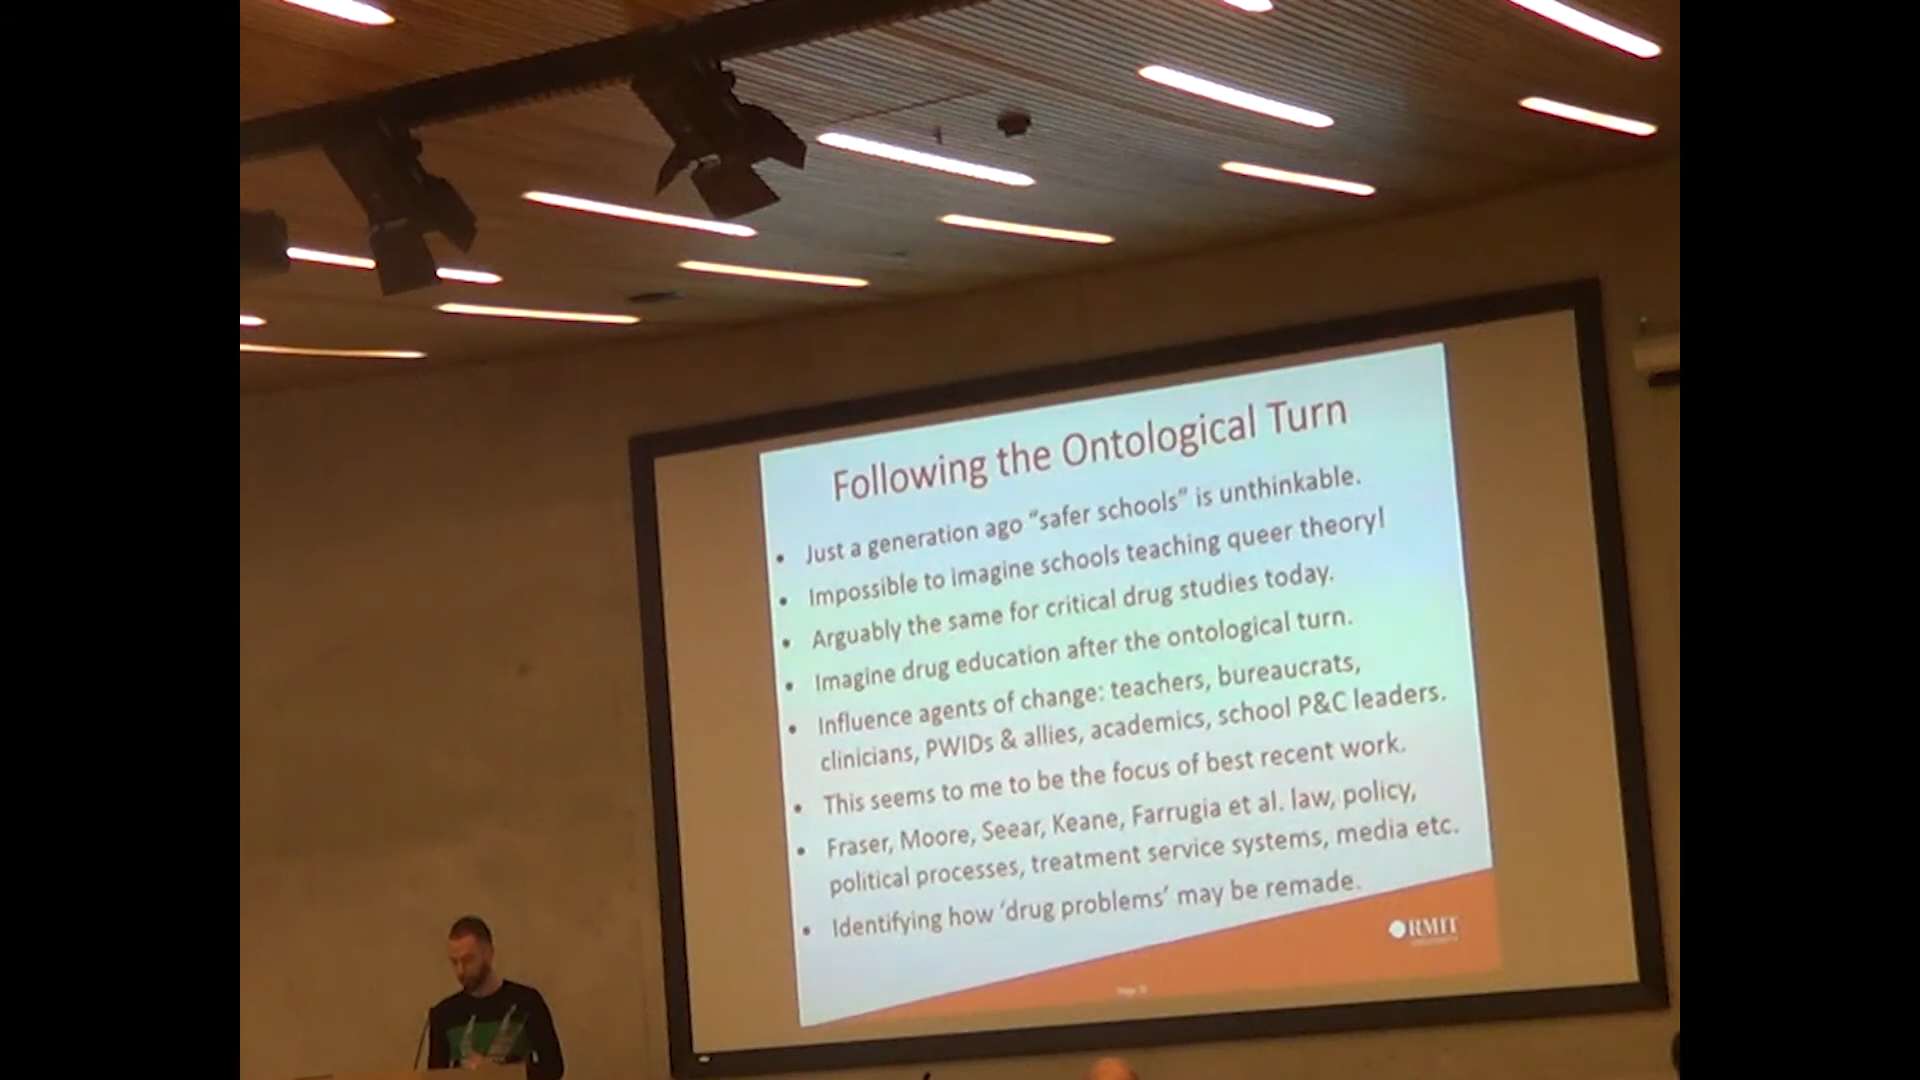 Following the Ontological Turn
• Just a generation ago “safer schools” is unthinkable.
• Impossible to imagine schools teaching queer theory!
• Arguably the same for critical drug studies today.
• Imagine drug education after the ontological turn.
• Influence agents of change: teachers, bureaucrats,
clinicians, PWIDs & allies, academics, school P&C leaders.
• This seems to me to be the focus of best recent work.
• Fraser, Moore, Seear, Keane, Farrugia et al. law, policy,
political processes, treatment service systems, media etc.
• Identifying how ‘drug problems’ may be remade.
RMIT